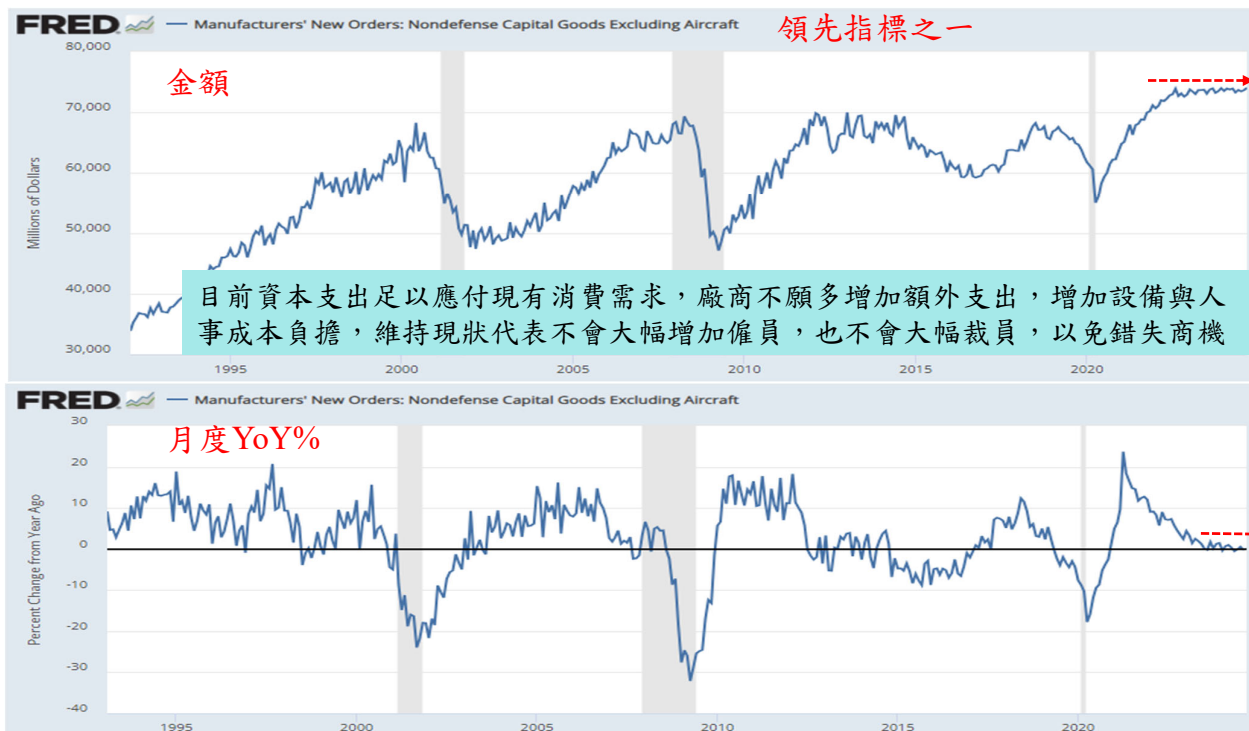 FRED — Manufacturers' New Orders: Nondefense Capital Goods Excluding Aircraft
領先指標之一
金額
80,000
70,000
60,000
50,000
40,000
30,000
Millions of Dollars
目前資本支出足以應付現有消費需求，廠商不願多增加額外支出，增加設備與人
事成本負擔，維持現狀代表不會大幅增加僱員，也不會大幅裁員，以免錯失商機
1995 2000 2005 2010 2015 2020
FRED — Manufacturers' New Orders: Nondefense Capital Goods Excluding Aircraft
月度YoY%
30
20
10
0
-10
-20
-30
-40
Percent Change from Year Ago
1995 2000 2005 2010 2015 2020